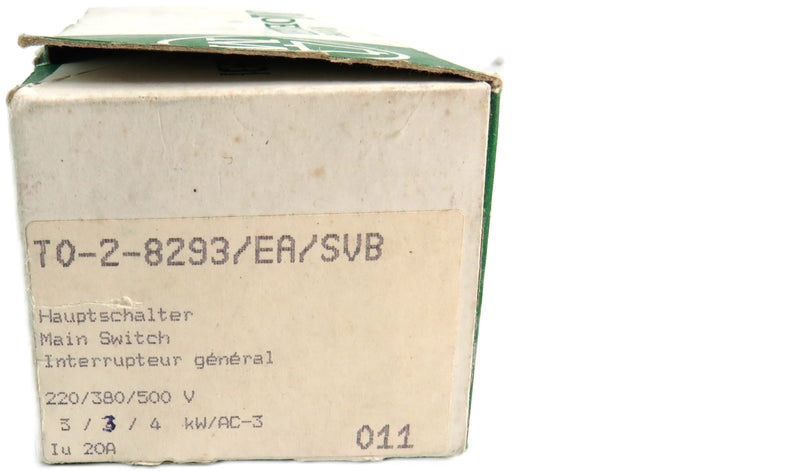 TO-2-8293/EA/SVB
Hauptschalter
Main Switch
Interrupteur général
220/380/500 V
3 / 3 / 4 kW/AC-3
Iu 20A
011